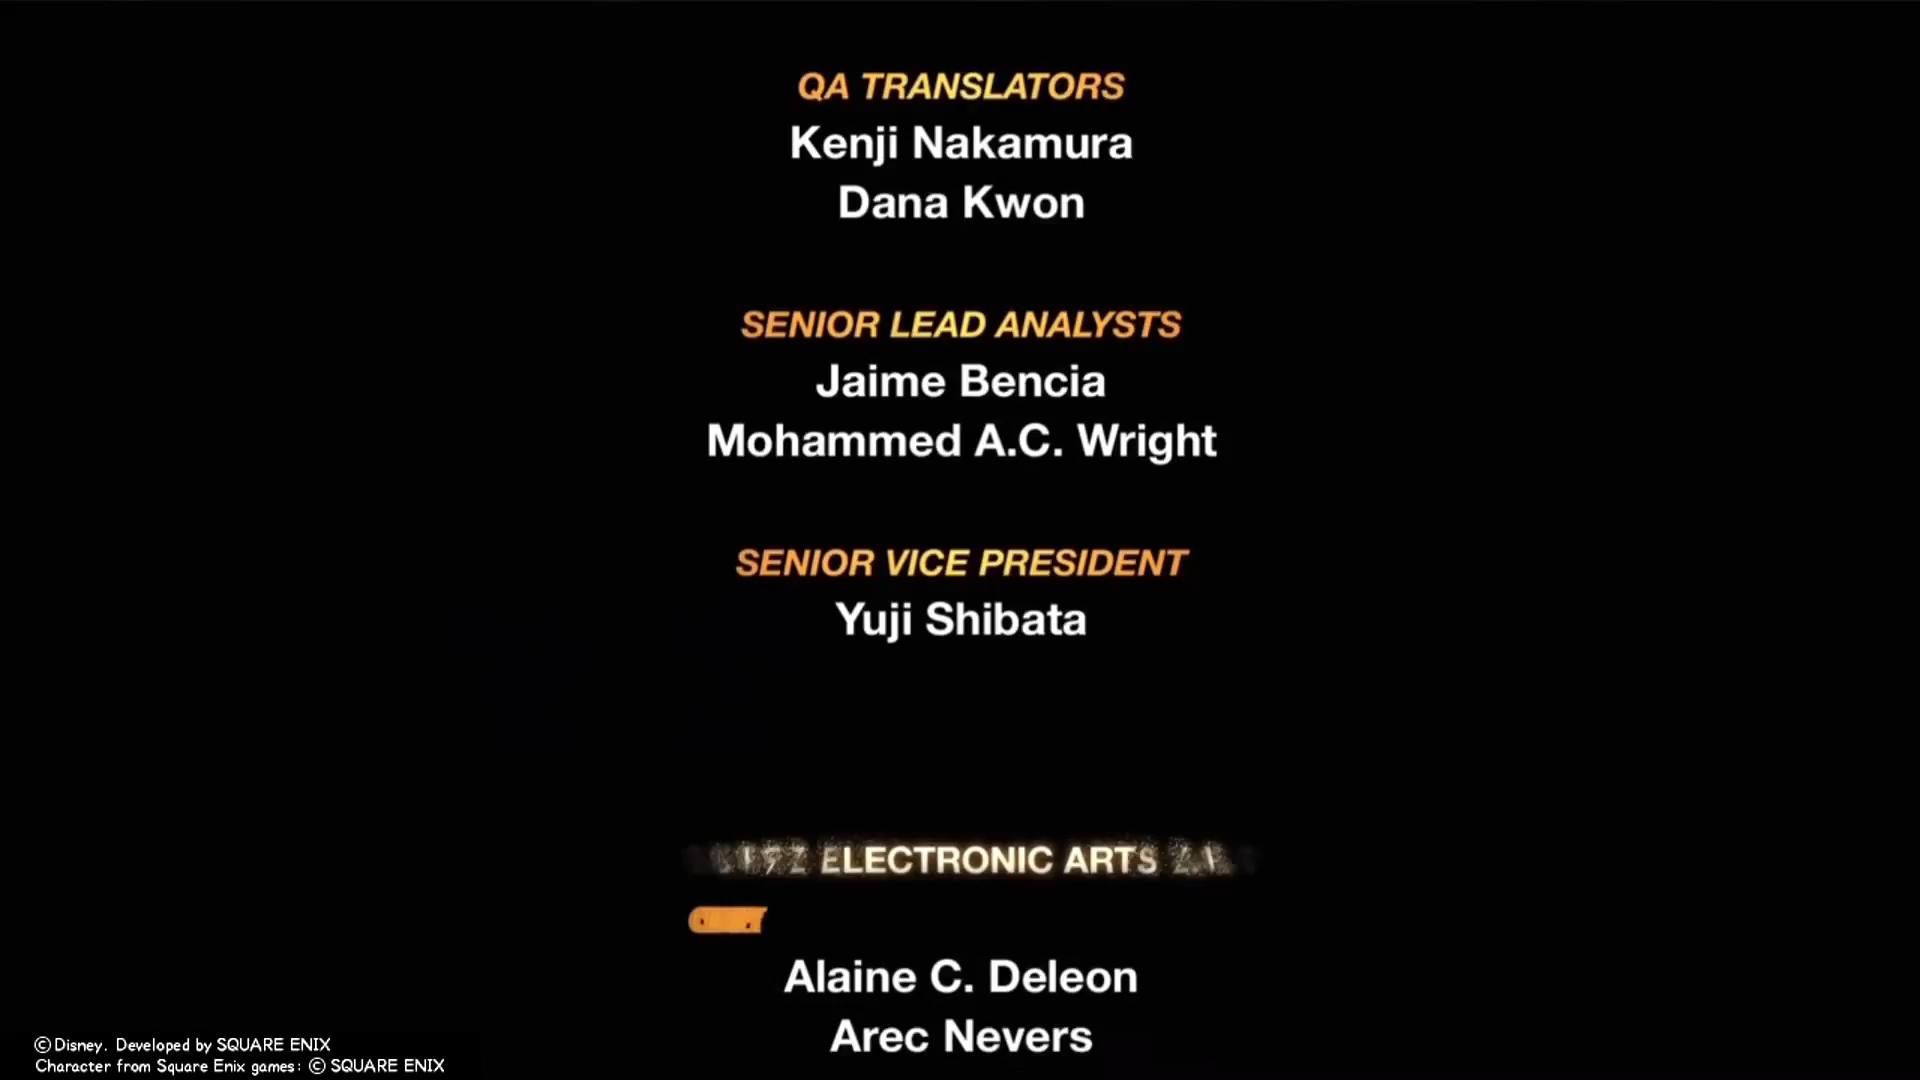 QA TRANSLATORS
Kenji Nakamura
Dana Kwon
SENIOR LEAD ANALYSTS
Jaime Bencia
Mohammed A.C. Wright
SENIOR VICE PRESIDENT
Yuji Shibata
ELECTRONIC ARTS
Alaine C. Deleon
Arec Nevers
©Disney. Developed by SQUARE ENIX
Character from Square Enix games: © SQUARE ENIX